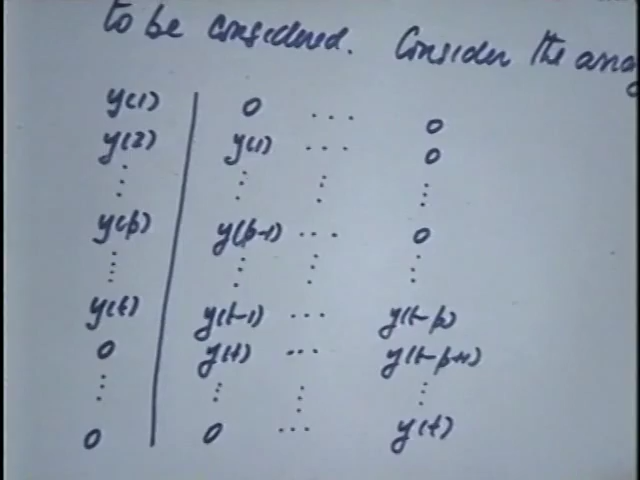 to be considered. Consider the
y(1) | 0 ... 0
y(2) | y(1) ... 0
⋮ | ⋮ ⋮ ⋮
y(p) | y(p-1) ... 0
⋮ | ⋮ ⋮ ⋮
y(t) | y(t-1) ... y(t-p)
0 | y(t) ... y(t-p+1)
⋮ | ⋮ ⋮ ⋮
0 | 0 ... y(t)